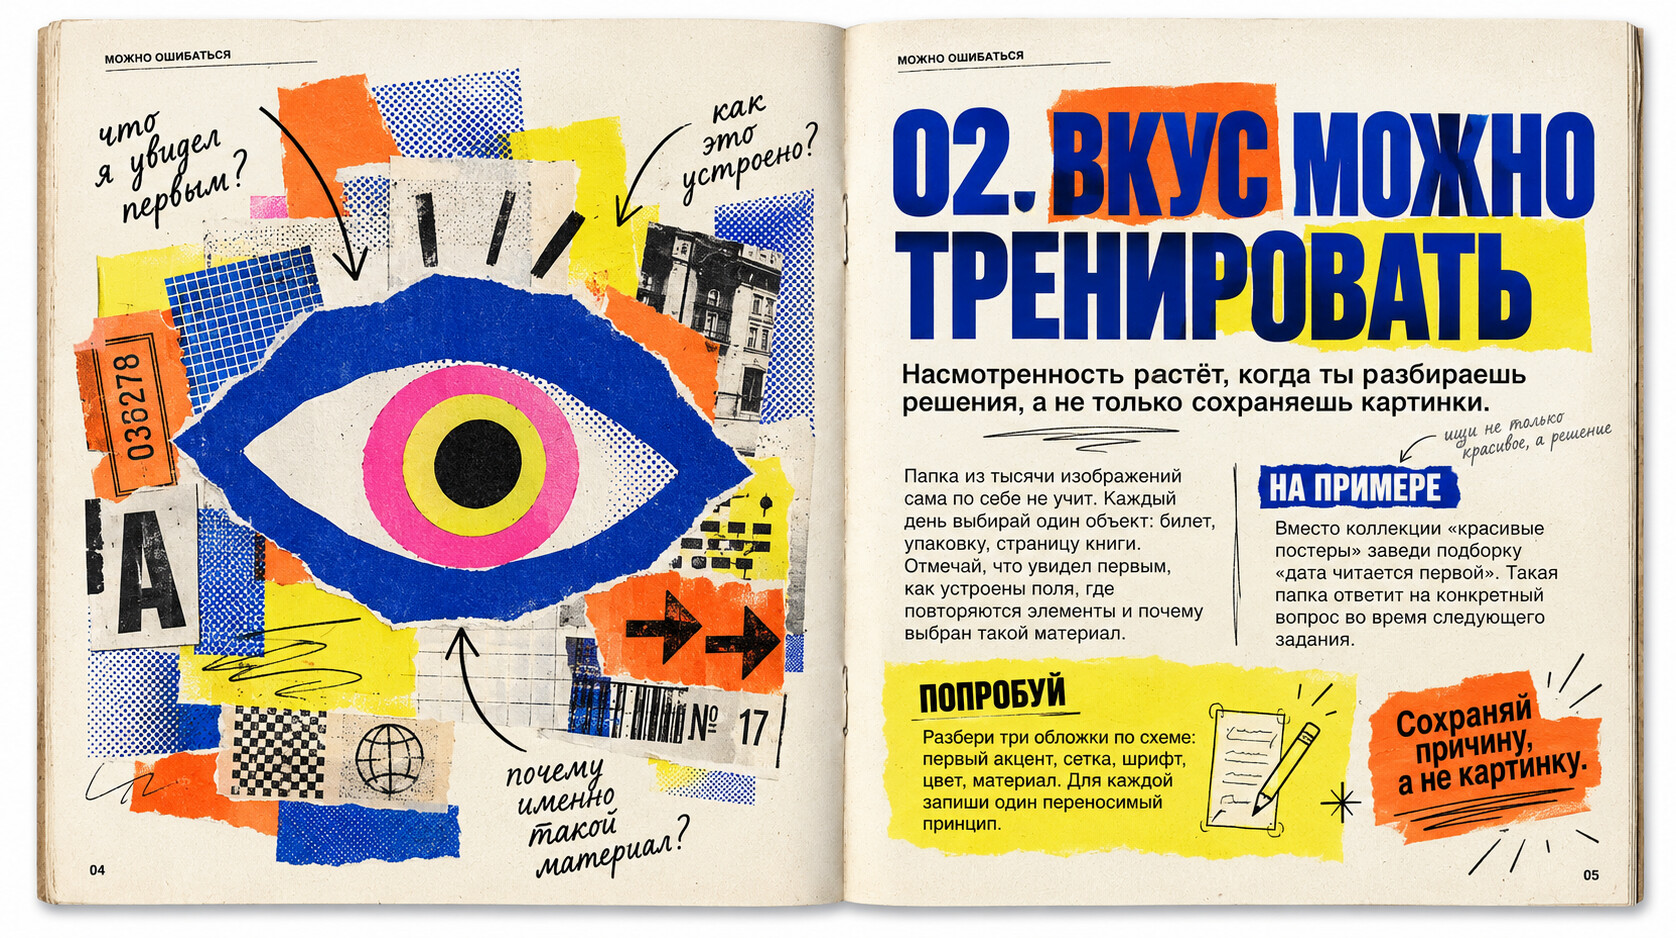 МОЖНО ОШИБАТЬСЯ
что
я увидел
первым?
как
это
устроено?
036278
А
№ 17
почему
именно
такой
материал?
04
МОЖНО ОШИБАТЬСЯ
02. ВКУС МОЖНО
ТРЕНИРОВАТЬ
Насмотренность растёт, когда ты разбираешь
решения, а не только сохраняешь картинки.
Папка из тысячи изображений
сама по себе не учит. Каждый
день выбирай один объект: билет,
упаковку, страницу книги.
Отмечай, что увидел первым,
как устроены поля, где
повторяются элементы и почему
выбран такой материал.
ищи не только
красивое, а решение
НА ПРИМЕРЕ
Вместо коллекции «красивые
постеры» заведи подборку
«дата читается первой». Такая
папка ответит на конкретный
вопрос во время следующего
задания.
ПОПРОБУЙ
Разбери три обложки по схеме:
первый акцент, сетка, шрифт,
цвет, материал. Для каждой
запиши один переносимый
принцип.
Сохраняй
причину,
а не картинку.
05